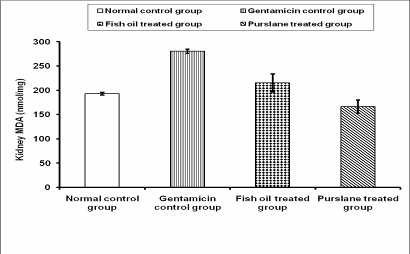 Normal control group Gentamicin control group
Fish oil treated group Purslane treated group
Kidney MDA (nmol/mg)
300
250
200
150
100
50
0
Normal control group
Gentamicin control group
Fish oil treated group
Purslane treated group